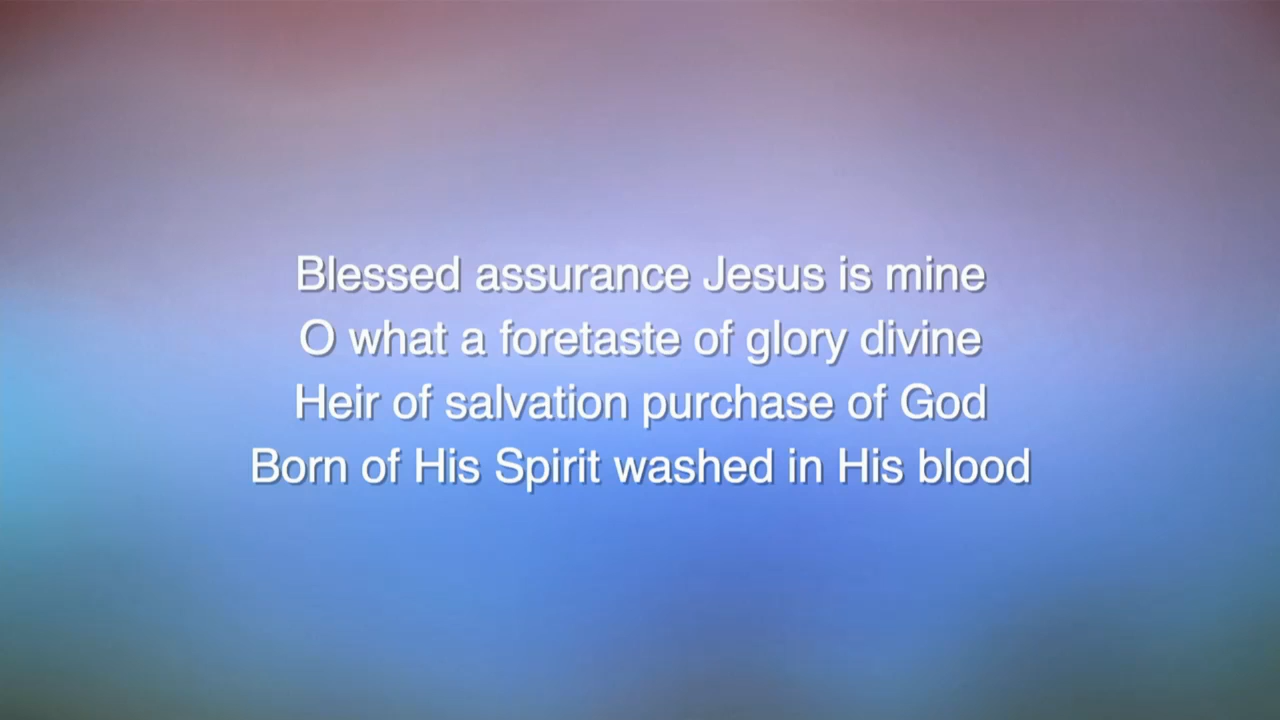 Blessed assurance Jesus is mine
O what a foretaste of glory divine
Heir of salvation purchase of God
Born of His Spirit washed in His blood